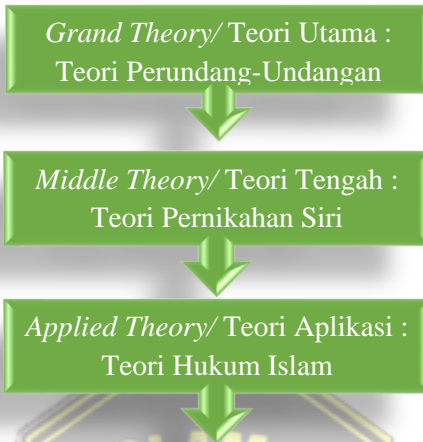 Grand Theory/ Teori Utama :
Teori Perundang-Undangan
Middle Theory/ Teori Tengah :
Teori Pernikahan Siri
Applied Theory/ Teori Aplikasi :
Teori Hukum Islam